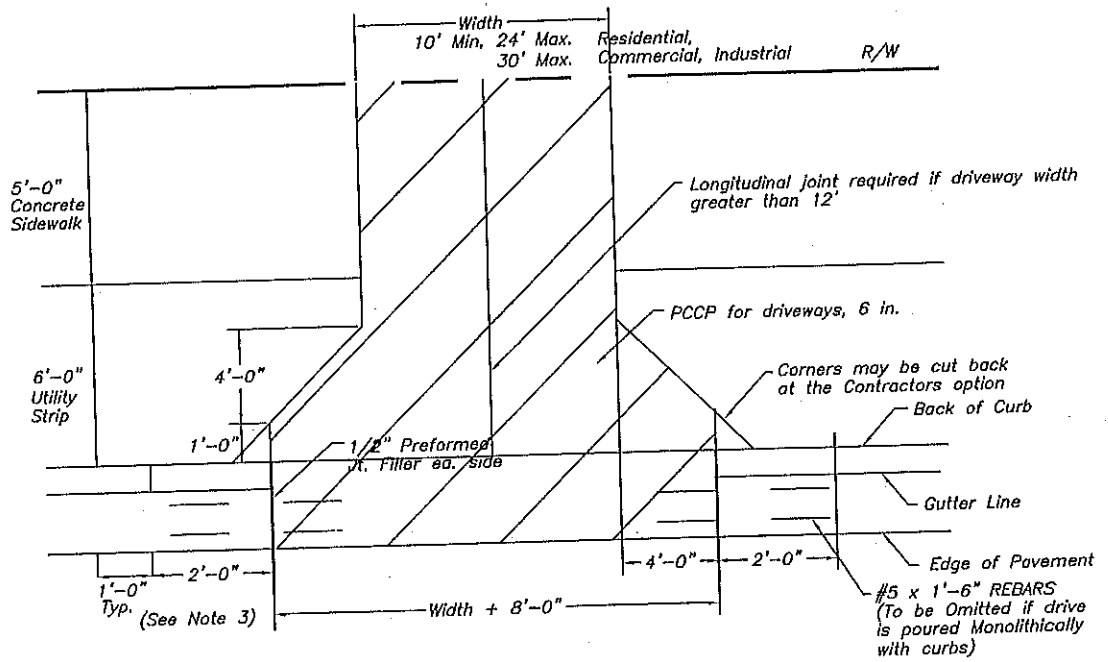 Width
10' Min, 24' Max. Residential,
30' Max. Commercial, Industrial
R/W
5'-0"
Concrete
Sidewalk
Longitudinal joint required if driveway width
greater than 12'
PCCP for driveways, 6 in.
4'-0"
6'-0"
Utility
Strip
Corners may be cut back
at the Contractors option
Back of Curb
1'-0"
1/2" Preformed
Jt. Filler ea. side
Gutter Line
Edge of Pavement
4'-0"
2'-0"
2'-0"
1'-0"
Typ.
(See Note 3)
Width + 8'-0"
#5 x 1'-6" REBARS
(To be Omitted if drive
is poured Monolithically
with curbs)